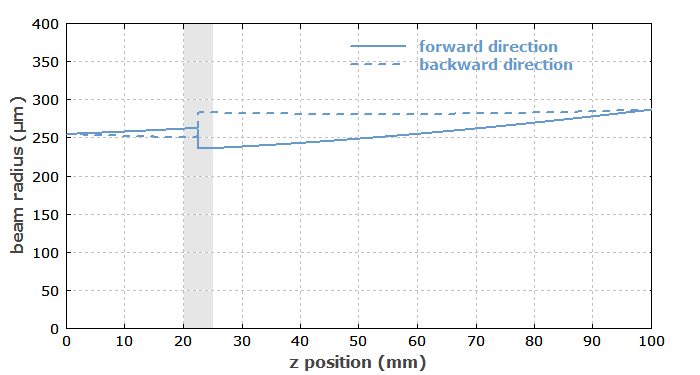 forward direction
backward direction
400
350
300
250
200
150
100
50
0
beam radius (µm)
0 10 20 30 40 50 60 70 80 90 100
z position (mm)